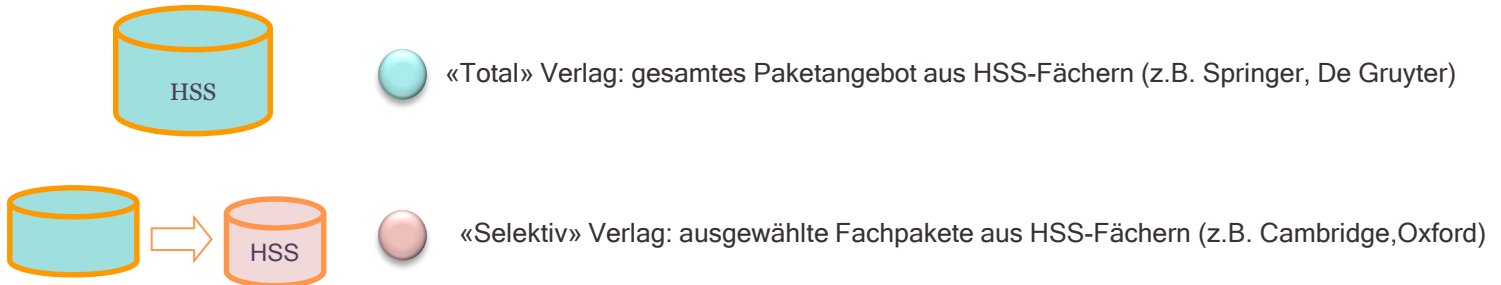 HSS
«Total» Verlag: gesamtes Paketangebot aus HSS-Fächern (z.B. Springer, De Gruyter)
HSS
«Selektiv» Verlag: ausgewählte Fachpakete aus HSS-Fächern (z.B. Cambridge,Oxford)